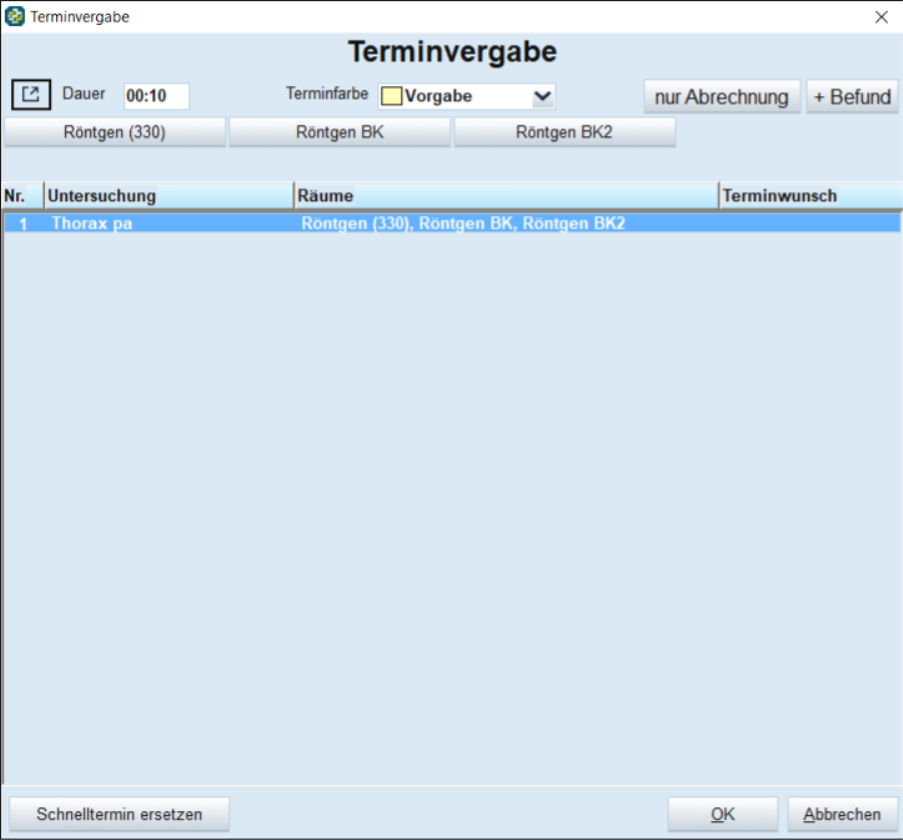 Terminvergabe
Terminvergabe
Dauer 00:10 Terminfarbe Vorgabe nur Abrechnung + Befund
Röntgen (330) Röntgen BK Röntgen BK2
Nr. Untersuchung Räume Terminwunsch
1 Thorax pa Röntgen (330), Röntgen BK, Röntgen BK2
Schnelltermin ersetzen OK Abbrechen